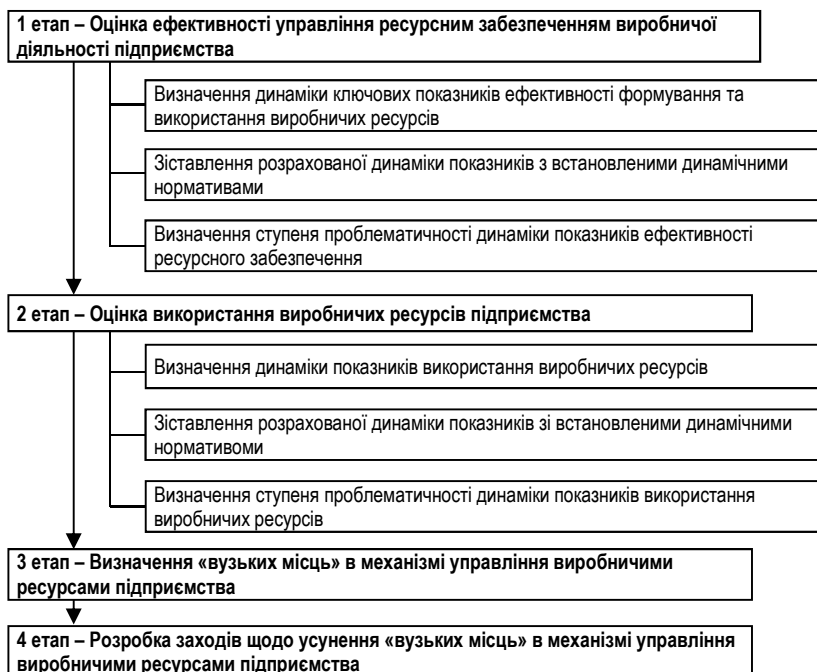 1 етап – Оцінка ефективності управління ресурсним забезпеченням виробничої
діяльності підприємства
Визначення динаміки ключових показників ефективності формування та
використання виробничих ресурсів
Зіставлення розрахованої динаміки показників з встановленими динамічними
нормативами
Визначення ступеня проблематичності динаміки показників ефективності
ресурсного забезпечення
2 етап – Оцінка використання виробничих ресурсів підприємства
Визначення динаміки показників використання виробничих ресурсів
Зіставлення розрахованої динаміки показників зі встановленими динамічними
нормативоми
Визначення ступеня проблематичності динаміки показників використання
виробничих ресурсів
3 етап – Визначення «вузьких місць» в механізмі управління виробничими
ресурсами підприємства
4 етап – Розробка заходів щодо усунення «вузьких місць» в механізмі управління
виробничими ресурсами підприємства